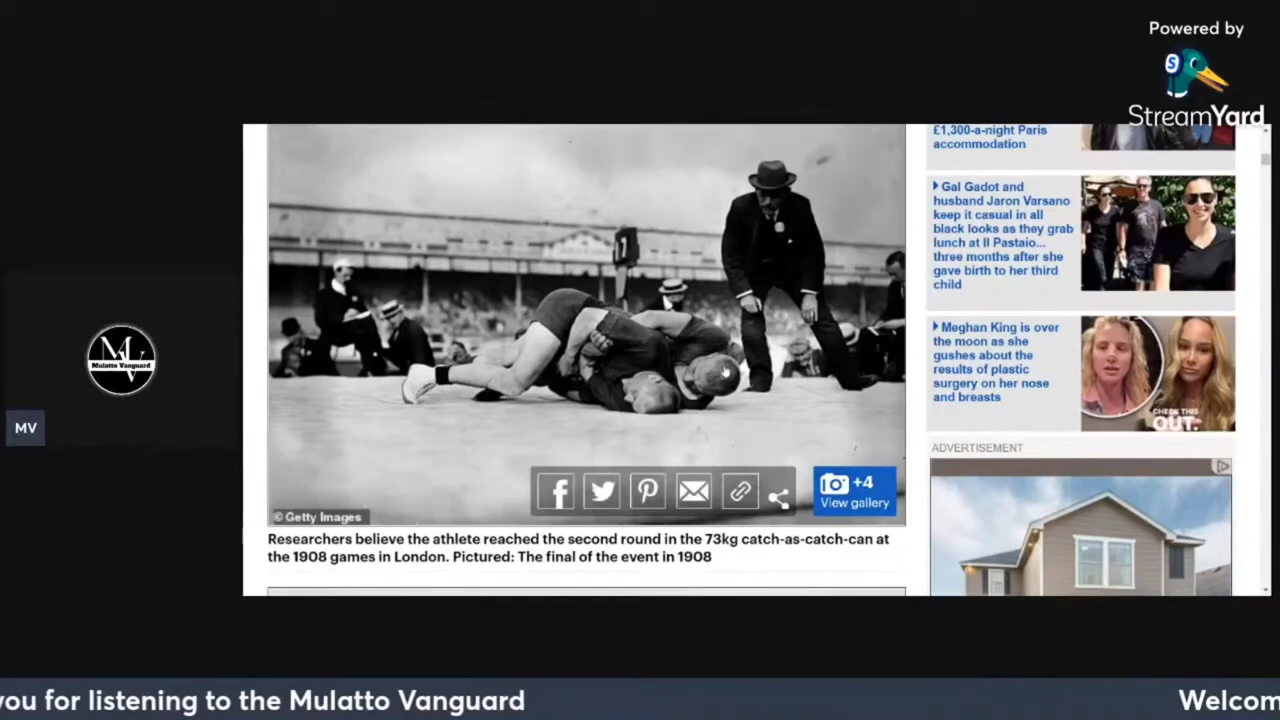 Powered by
S
StreamYard
£1,300-a-night Paris
accommodation
Gal Gadot and
husband Jaron Varsano
keep it casual in all
black looks as they grab
lunch at Il Pastaio...
three months after she
gave birth to her third
child
Meghan King is over
the moon as she
gushes about the
results of plastic
surgery on her nose
and breasts
CHECK THIS
OUT.
ADVERTISEMENT
MV
Mulatto Vanguard
MV
+4
View gallery
© Getty Images
Researchers believe the athlete reached the second round in the 73kg catch-as-catch-can at
the 1908 games in London. Pictured: The final of the event in 1908
you for listening to the Mulatto Vanguard
Welcom